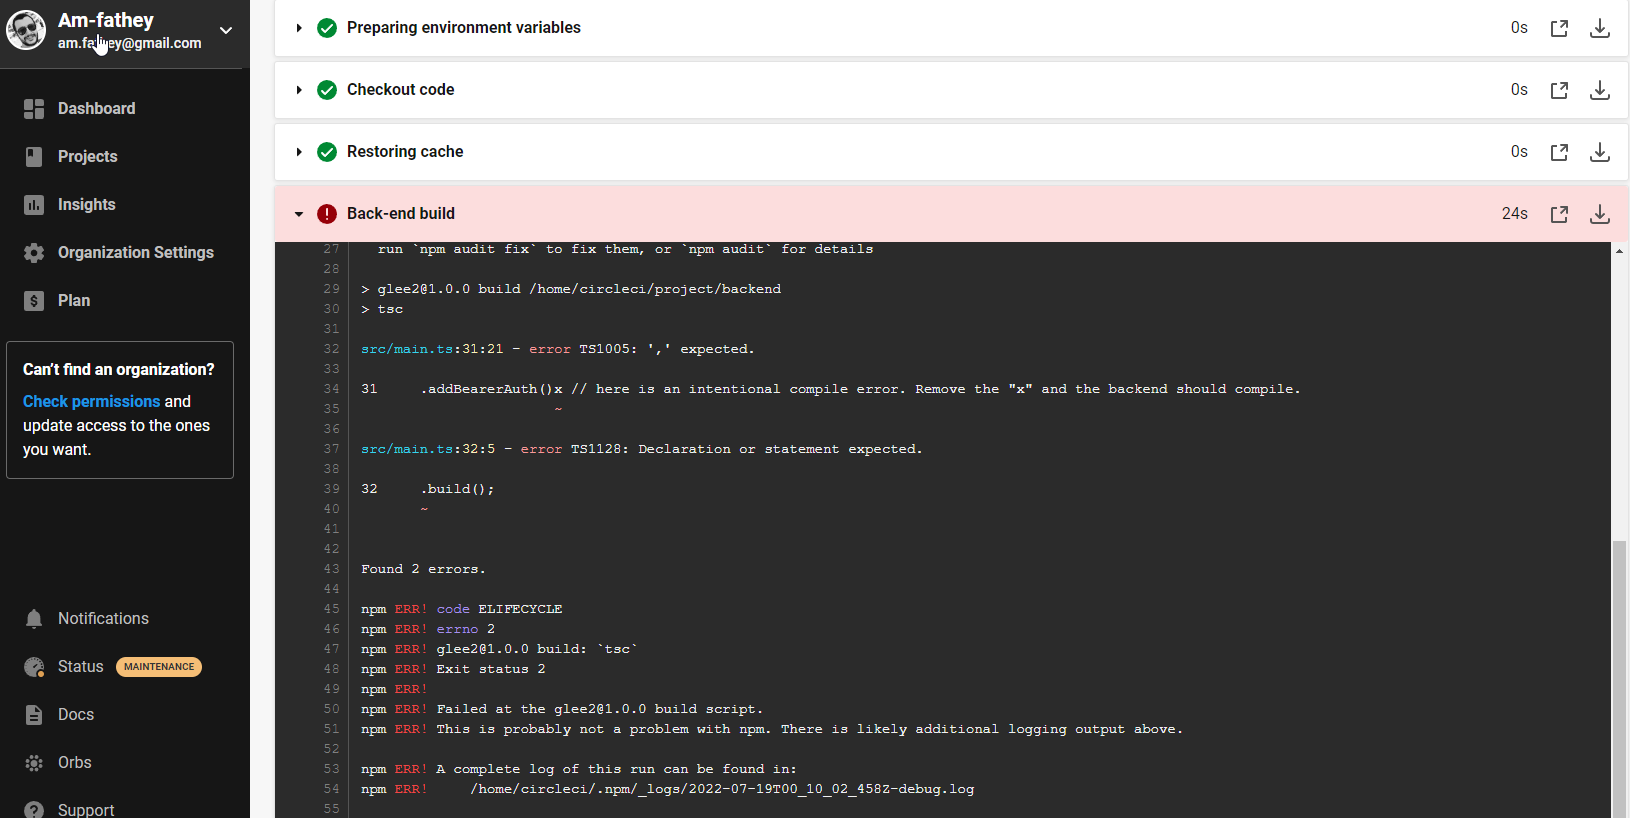 Am-fathey
am.fathey@gmail.com
Dashboard
Projects
Insights
Organization Settings
Plan
Can't find an organization?
Check permissions and
update access to the ones
you want.
Notifications
Status MAINTENANCE
Docs
Orbs
Support
Preparing environment variables 0s
Checkout code 0s
Restoring cache 0s
Back-end build 24s
27 run `npm audit fix` to fix them, or `npm audit` for details
28
29 > glee2@1.0.0 build /home/circleci/project/backend
30 > tsc
31
32 src/main.ts:31:21 - error TS1005: ',' expected.
33
34 31 .addBearerAuth()x // here is an intentional compile error. Remove the "x" and the backend should compile.
35 ~
36
37 src/main.ts:32:5 - error TS1128: Declaration or statement expected.
38
39 32 .build();
40 ~
41
42
43 Found 2 errors.
44
45 npm ERR! code ELIFECYCLE
46 npm ERR! errno 2
47 npm ERR! glee2@1.0.0 build: `tsc`
48 npm ERR! Exit status 2
49 npm ERR!
50 npm ERR! Failed at the glee2@1.0.0 build script.
51 npm ERR! This is probably not a problem with npm. There is likely additional logging output above.
52
53 npm ERR! A complete log of this run can be found in:
54 npm ERR! /home/circleci/.npm/_logs/2022-07-19T00_10_02_458Z-debug.log
55